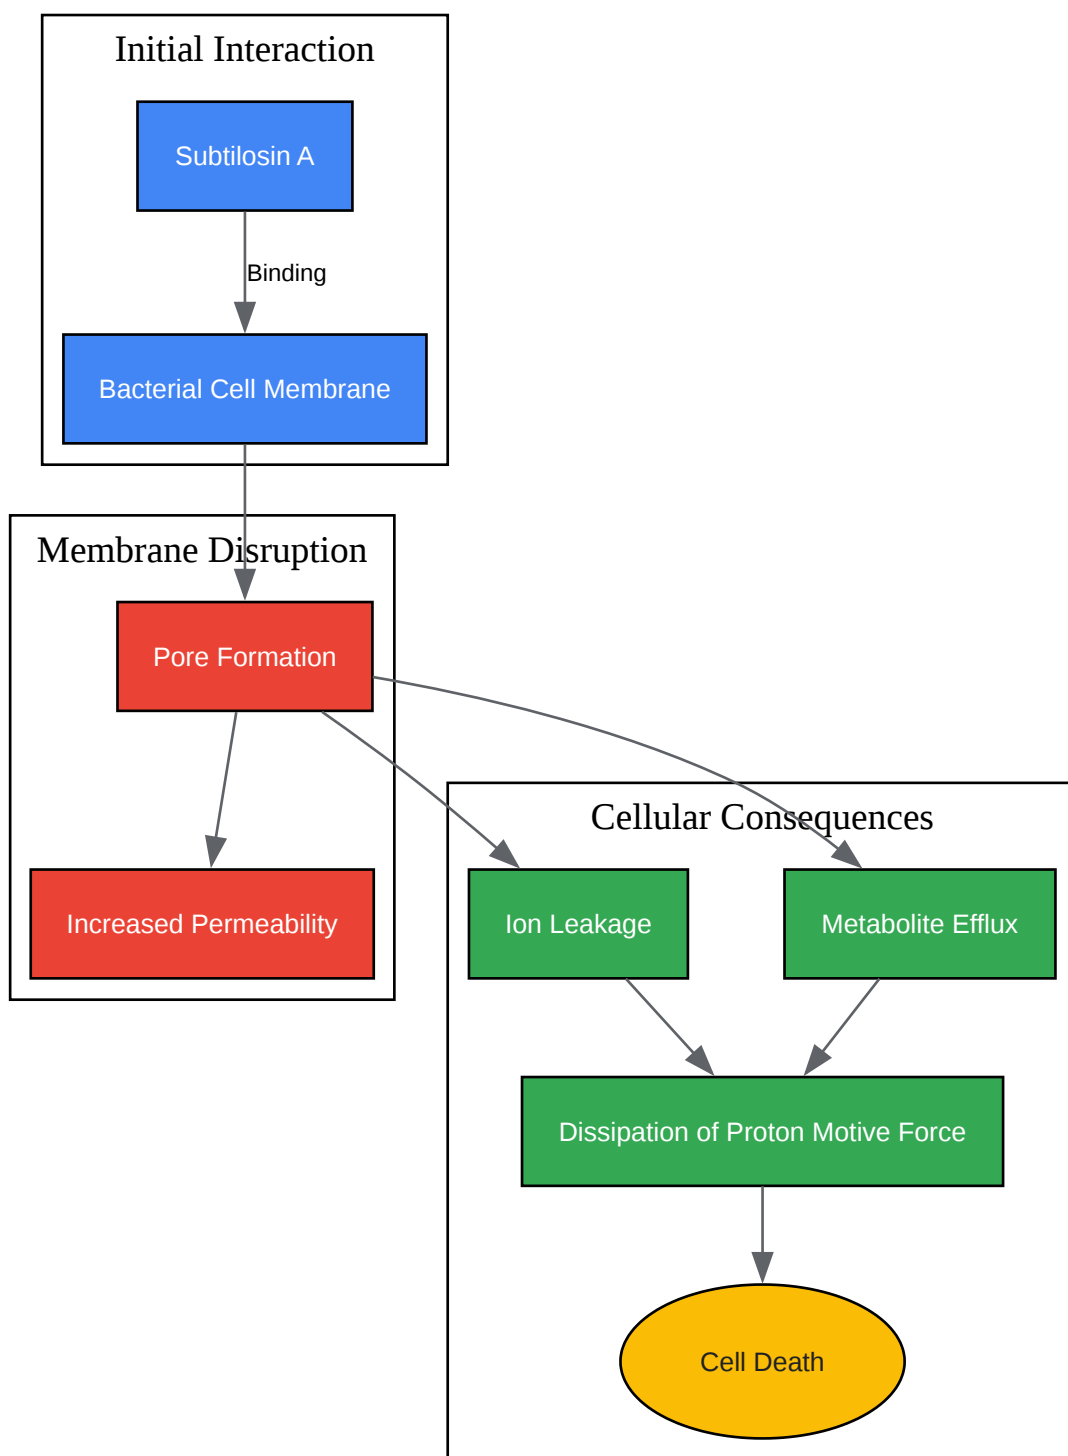 Initial Interaction
Subtilosin A
Binding
Bacterial Cell Membrane
Membrane Disruption
Pore Formation
Increased Permeability
Cellular Consequences
Ion Leakage
Metabolite Efflux
Dissipation of Proton Motive Force
Cell Death